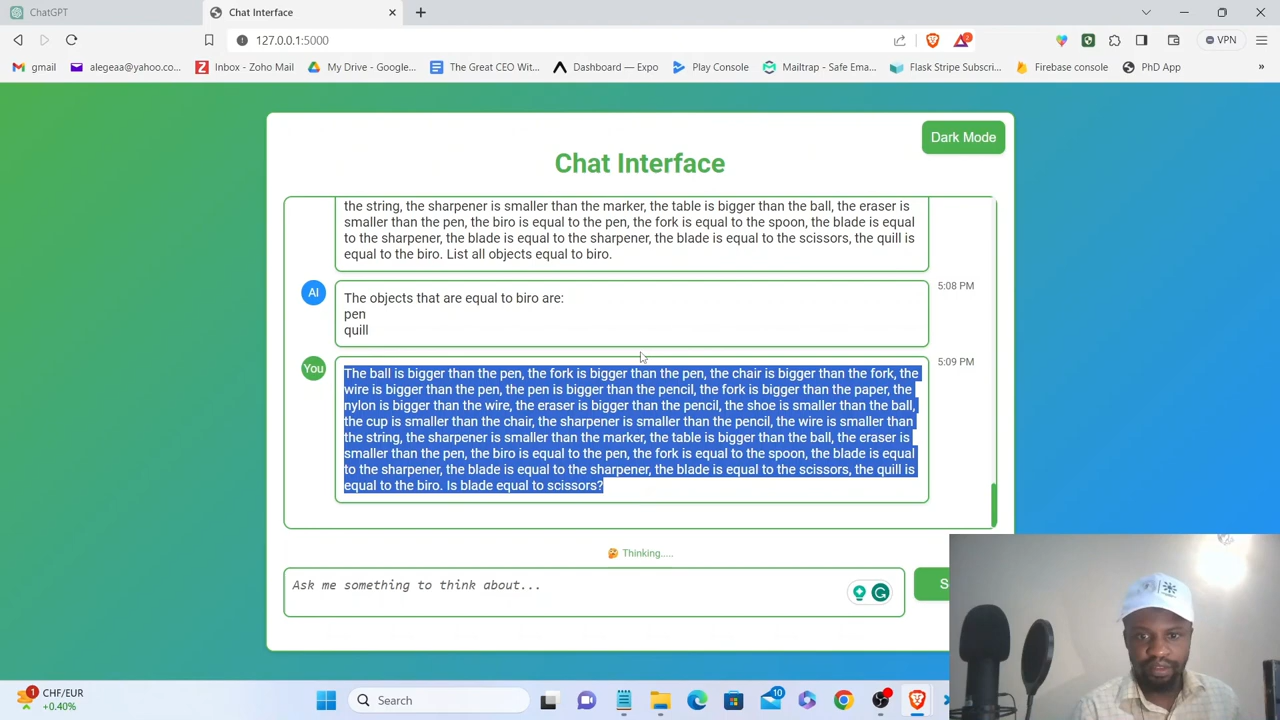 ChatGPT
Chat Interface
127.0.0.1:5000
2
VPN
gmail
alegeaa@yahoo.co...
Inbox - Zoho Mail
My Drive - Google...
The Great CEO Wit...
Dashboard — Expo
Play Console
Mailtrap - Safe Ema...
Flask Stripe Subscri...
Firebase console
PhD App
»
Dark Mode
Chat Interface
the string, the sharpener is smaller than the marker, the table is bigger than the ball, the eraser is
smaller than the pen, the biro is equal to the pen, the fork is equal to the spoon, the blade is equal
to the sharpener, the blade is equal to the sharpener, the blade is equal to the scissors, the quill is
equal to the biro. List all objects equal to biro.
AI
5:08 PM
The objects that are equal to biro are:
pen
quill
You
5:09 PM
The ball is bigger than the pen, the fork is bigger than the pen, the chair is bigger than the fork, the
wire is bigger than the pen, the pen is bigger than the pencil, the fork is bigger than the paper, the
nylon is bigger than the wire, the eraser is bigger than the pencil, the shoe is smaller than the ball,
the cup is smaller than the chair, the sharpener is smaller than the pencil, the wire is smaller than
the string, the sharpener is smaller than the marker, the table is bigger than the ball, the eraser is
smaller than the pen, the biro is equal to the pen, the fork is equal to the spoon, the blade is equal
to the sharpener, the blade is equal to the sharpener, the blade is equal to the scissors, the quill is
equal to the biro. Is blade equal to scissors?
Thinking.....
Ask me something to think about...
S
1
CHF/EUR
+0.40%
Search
10